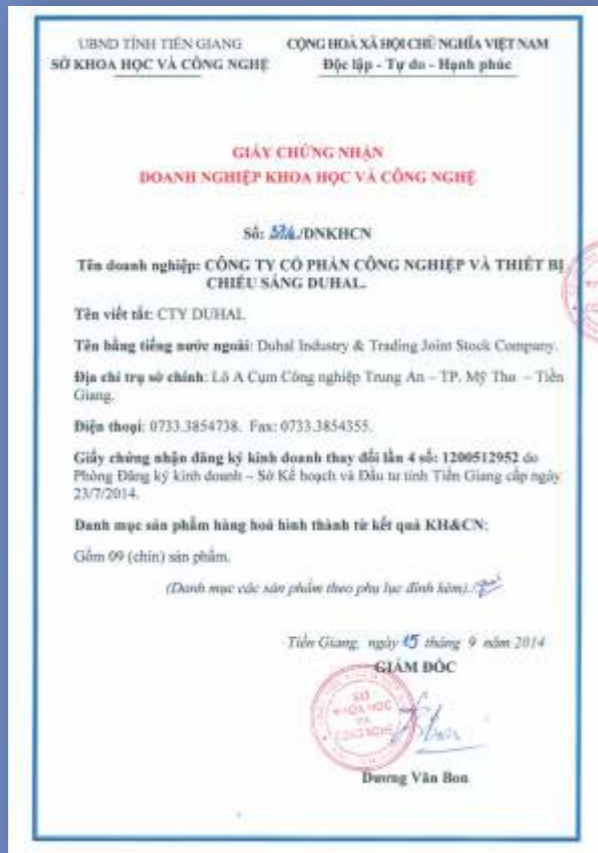 UBND TỈNH TIỀN GIANG
SỞ KHOA HỌC VÀ CÔNG NGHỆ
CỘNG HOÀ XÃ HỘI CHỦ NGHĨA VIỆT NAM
Độc lập - Tự do - Hạnh phúc
GIẤY CHỨNG NHẬN
DOANH NGHIỆP KHOA HỌC VÀ CÔNG NGHỆ
Số: /ĐNKHCN
Tên doanh nghiệp: CÔNG TY CỔ PHẦN CÔNG NGHIỆP VÀ THIẾT BỊ
CHIẾU SÁNG DUHAL.
Tên viết tắt: CTY DUHAL
Tên bằng tiếng nước ngoài: Duhal Industry & Trading Joint Stock Company.
Địa chỉ trụ sở chính: Lô A Cụm Công nghiệp Trung An – TP. Mỹ Tho – Tiền
Giang.
Điện thoại: 0733.3854738. Fax: 0733.3854355.
Giấy chứng nhận đăng ký kinh doanh thay đổi lần 4 số: 1200512952 do
Phòng Đăng ký kinh doanh – Sở Kế hoạch và Đầu tư tỉnh Tiền Giang cấp ngày
23/7/2014.
Danh mục sản phẩm hàng hoá hình thành từ kết quả KH&CN:
Gồm 09 (chín) sản phẩm.
(Danh mục các sản phẩm theo phụ lục đính kèm)./.
Tiền Giang, ngày 15 tháng 9 năm 2014
GIÁM ĐỐC
SỞ
KHOA HỌC
VÀ
CÔNG NGHỆ
Dương Văn Bon